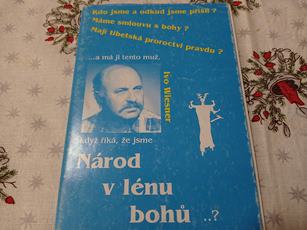 Kdo jsme a odkud jsme přišli ?
Máme smlouvu s bohy ?
Mají tibetská proroctví pravdu ?
...a má ji tento muž,
Ivo Wiesner
když říká, že jsme
Národ
v lénu
bohů ..?